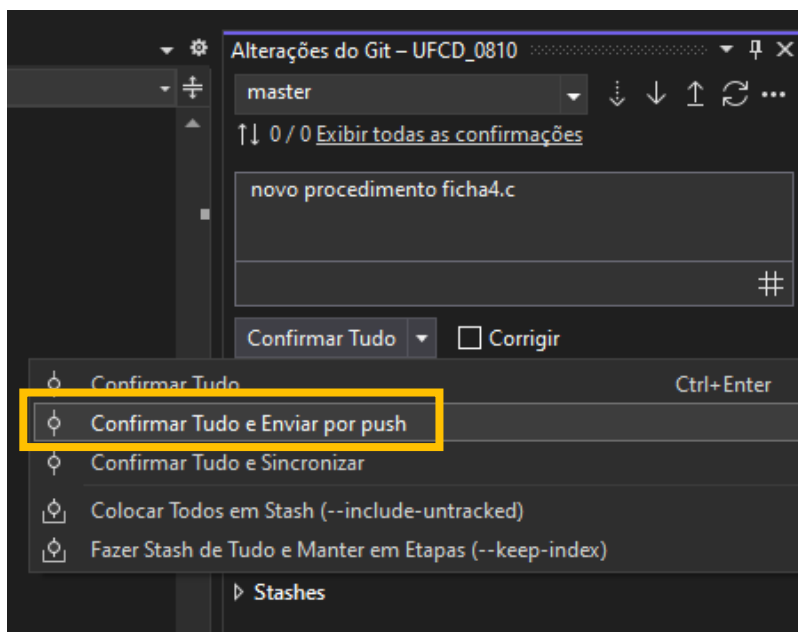 Alterações do Git – UFCD_0810
master
0 / 0 Exibir todas as confirmações
novo procedimento ficha4.c
Confirmar Tudo
Corrigir
Confirmar Tudo Ctrl+Enter
Confirmar Tudo e Enviar por push
Confirmar Tudo e Sincronizar
Colocar Todos em Stash (--include-untracked)
Fazer Stash de Tudo e Manter em Etapas (--keep-index)
Stashes